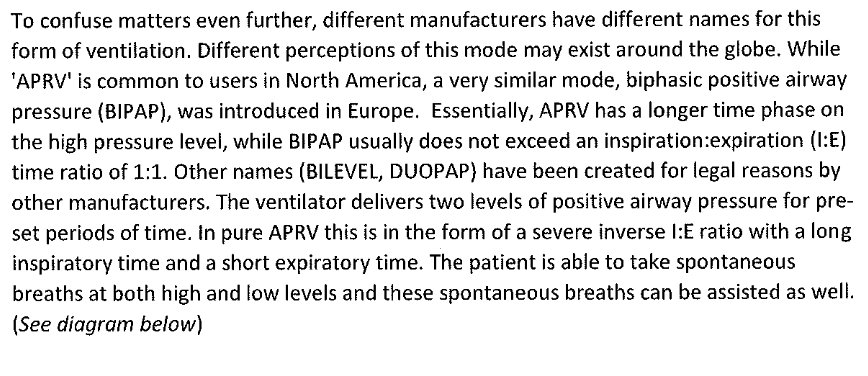 To confuse matters even further, different manufacturers have different names for this
form of ventilation. Different perceptions of this mode may exist around the globe. While
'APRV' is common to users in North America, a very similar mode, biphasic positive airway
pressure (BIPAP), was introduced in Europe.  Essentially, APRV has a longer time phase on
the high pressure level, while BIPAP usually does not exceed an inspiration:expiration (I:E)
time ratio of 1:1. Other names (BILEVEL, DUOPAP) have been created for legal reasons by
other manufacturers. The ventilator delivers two levels of positive airway pressure for pre-
set periods of time. In pure APRV this is in the form of a severe inverse I:E ratio with a long
inspiratory time and a short expiratory time. The patient is able to take spontaneous
breaths at both high and low levels and these spontaneous breaths can be assisted as well.
(See diagram below)